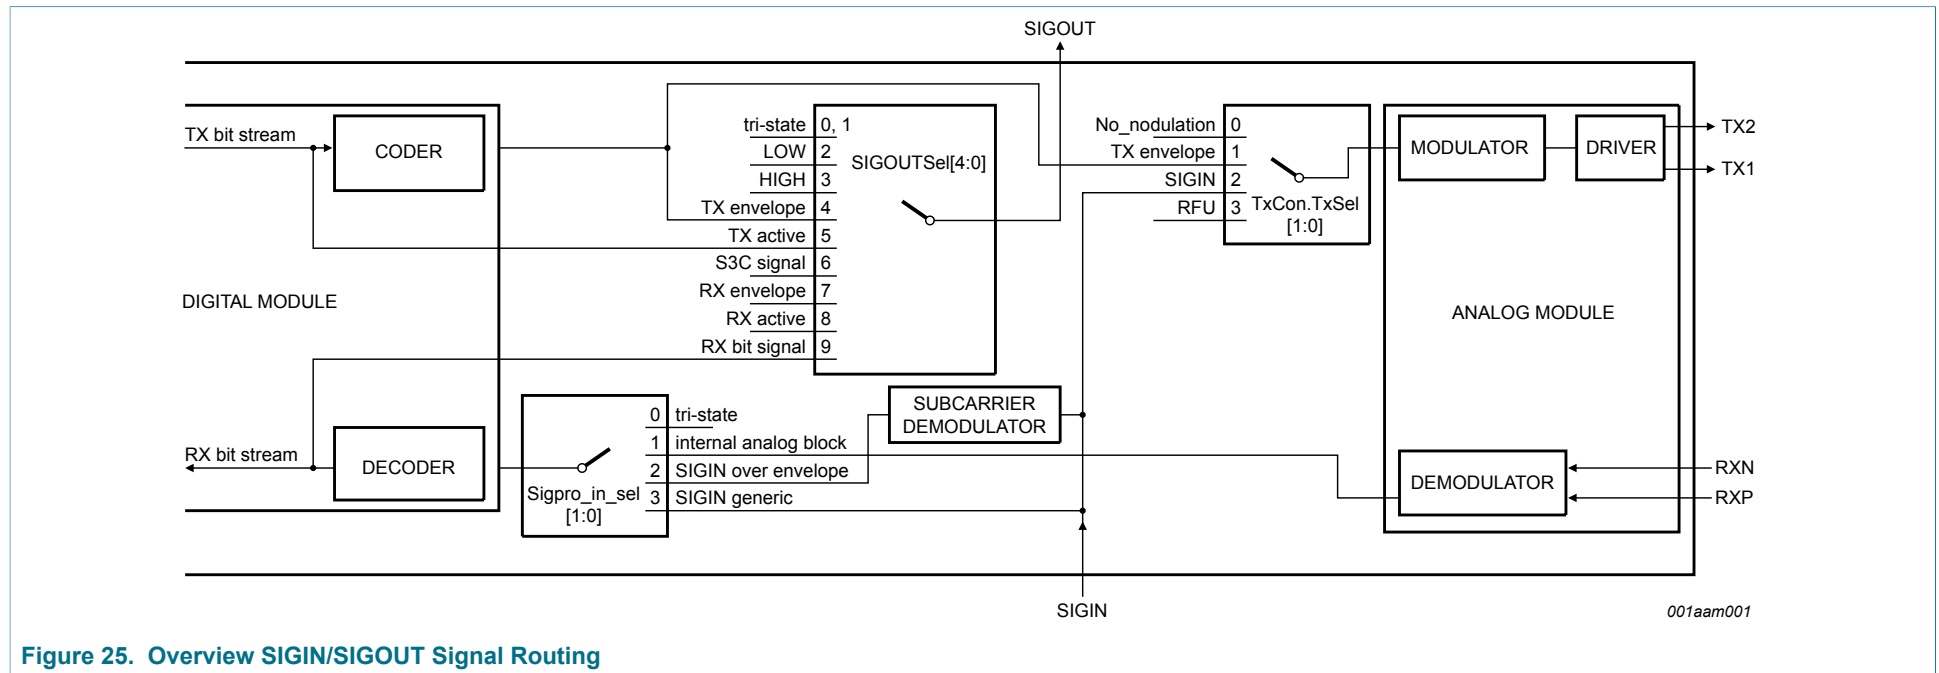 SIGOUT
TX bit stream
CODER
tri-state 0, 1
LOW 2
HIGH 3
TX envelope 4
TX active 5
S3C signal 6
RX envelope 7
RX active 8
RX bit signal 9
SIGOUTSel[4:0]
No_nodulation 0
TX envelope 1
SIGIN 2
RFU 3
TxCon.TxSel
[1:0]
MODULATOR
DRIVER
TX2
TX1
DIGITAL MODULE
ANALOG MODULE
RX bit stream
DECODER
Sigpro_in_sel
[1:0]
0 tri-state
1 internal analog block
2 SIGIN over envelope
3 SIGIN generic
SUBCARRIER
DEMODULATOR
DEMODULATOR
RXN
RXP
SIGIN
001aam001
Figure 25. Overview SIGIN/SIGOUT Signal Routing